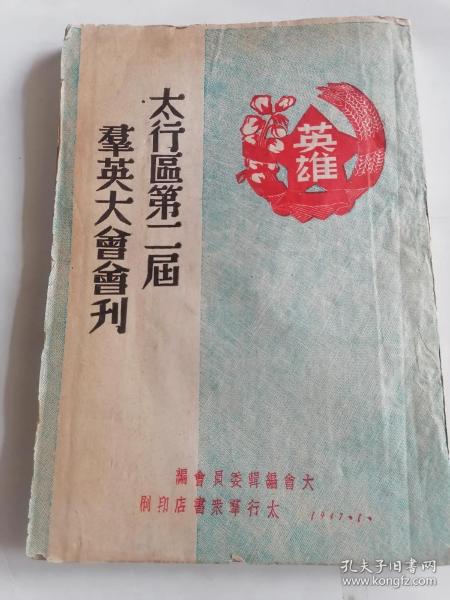 太行區第二屆
羣英大會會刊
英雄
大會編輯委員會編
太行羣衆書店印刷
1947.1.
孔夫子旧书网
www.kongfz.com